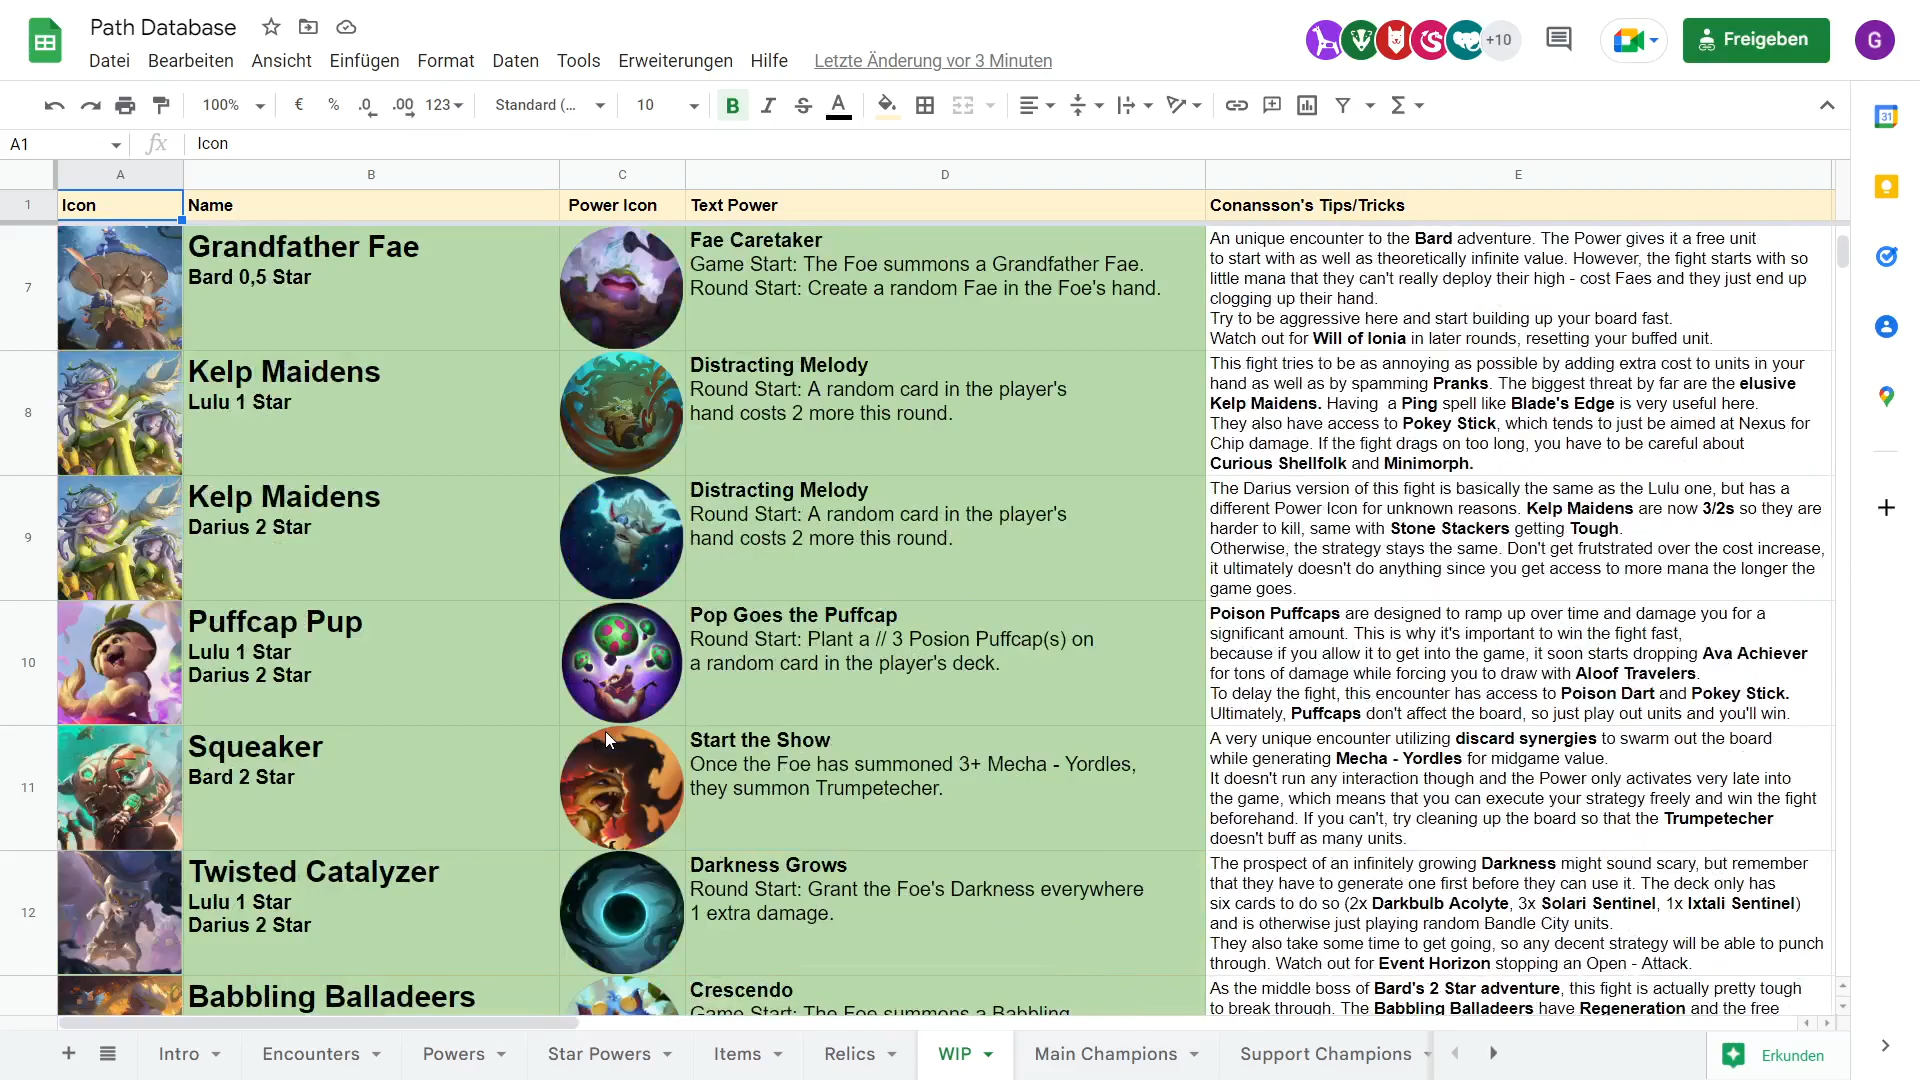 Path Database
+10
Freigeben
G
Datei Bearbeiten Ansicht Einfügen Format Daten Tools Erweiterungen Hilfe Letzte Änderung vor 3 Minuten
100% € % .0 .00 123 Standard (... 10 B I S A Σ
31
A1 fx Icon
A B C D E
1 Icon Name Power Icon Text Power Conansson's Tips/Tricks
7
Grandfather Fae
Bard 0,5 Star
Fae Caretaker
Game Start: The Foe summons a Grandfather Fae.
Round Start: Create a random Fae in the Foe's hand.
An unique encounter to the Bard adventure. The Power gives it a free unit
to start with as well as theoretically infinite value. However, the fight starts with so
little mana that they can't really deploy their high - cost Faes and they just end up
clogging up their hand.
Try to be aggressive here and start building up your board fast.
Watch out for Will of Ionia in later rounds, resetting your buffed unit.
8
Kelp Maidens
Lulu 1 Star
Distracting Melody
Round Start: A random card in the player's
hand costs 2 more this round.
This fight tries to be as annoying as possible by adding extra cost to units in your
hand as well as by spamming Pranks. The biggest threat by far are the elusive
Kelp Maidens. Having  a Ping spell like Blade's Edge is very useful here.
They also have access to Pokey Stick, which tends to just be aimed at Nexus for
Chip damage. If the fight drags on too long, you have to be careful about
Curious Shellfolk and Minimorph.
9
Kelp Maidens
Darius 2 Star
Distracting Melody
Round Start: A random card in the player's
hand costs 2 more this round.
The Darius version of this fight is basically the same as the Lulu one, but has a
different Power Icon for unknown reasons. Kelp Maidens are now 3/2s so they are
harder to kill, same with Stone Stackers getting Tough.
Otherwise, the strategy stays the same. Don't get frutstrated over the cost increase,
it ultimately doesn't do anything since you get access to more mana the longer the
game goes.
10
Puffcap Pup
Lulu 1 Star
Darius 2 Star
Pop Goes the Puffcap
Round Start: Plant a // 3 Posion Puffcap(s) on
a random card in the player's deck.
Poison Puffcaps are designed to ramp up over time and damage you for a
significant amount. This is why it's important to win the fight fast,
because if you allow it to get into the game, it soon starts dropping Ava Achiever
for tons of damage while forcing you to draw with Aloof Travelers.
To delay the fight, this encounter has access to Poison Dart and Pokey Stick.
Ultimately, Puffcaps don't affect the board, so just play out units and you'll win.
11
Squeaker
Bard 2 Star
Start the Show
Once the Foe has summoned 3+ Mecha - Yordles,
they summon Trumpetecher.
A very unique encounter utilizing discard synergies to swarm out the board
while generating Mecha - Yordles for midgame value.
It doesn't run any interaction though and the Power only activates very late into
the game, which means that you can execute your strategy freely and win the fight
beforehand. If you can't, try cleaning up the board so that the Trumpetecher
doesn't buff as many units.
12
Twisted Catalyzer
Lulu 1 Star
Darius 2 Star
Darkness Grows
Round Start: Grant the Foe's Darkness everywhere
1 extra damage.
The prospect of an infinitely growing Darkness might sound scary, but remember
that they have to generate one first before they can use it. The deck only has
six cards to do so (2x Darkbulb Acolyte, 3x Solari Sentinel, 1x Ixtali Sentinel)
and is otherwise just playing random Bandle City units.
They also take some time to get going, so any decent strategy will be able to punch
through. Watch out for Event Horizon stopping an Open - Attack.
Babbling Balladeers
Crescendo
Game Start: The Foe summons a Babbling
As the middle boss of Bard's 2 Star adventure, this fight is actually pretty tough
to break through. The Babbling Balladeers have Regeneration and the free
Intro Encounters Powers Star Powers Items Relics WIP Main Champions Support Champions Erkunden